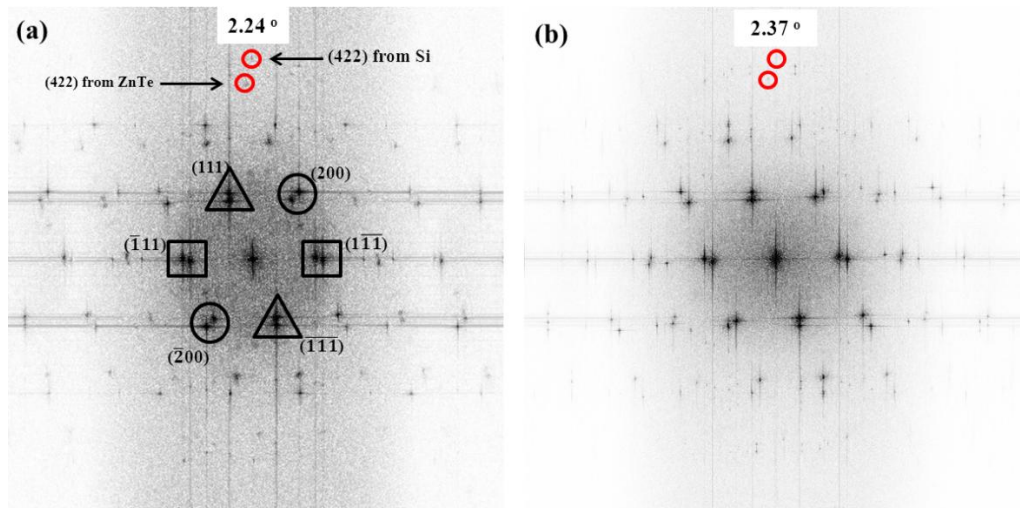 (a)
2.24 °
(422) from Si
(422) from ZnTe
(111)
(200)
(1̅11)
(11̅1̅)
(2̅00)
(1̅1̅1̅)
(b)
2.37 °